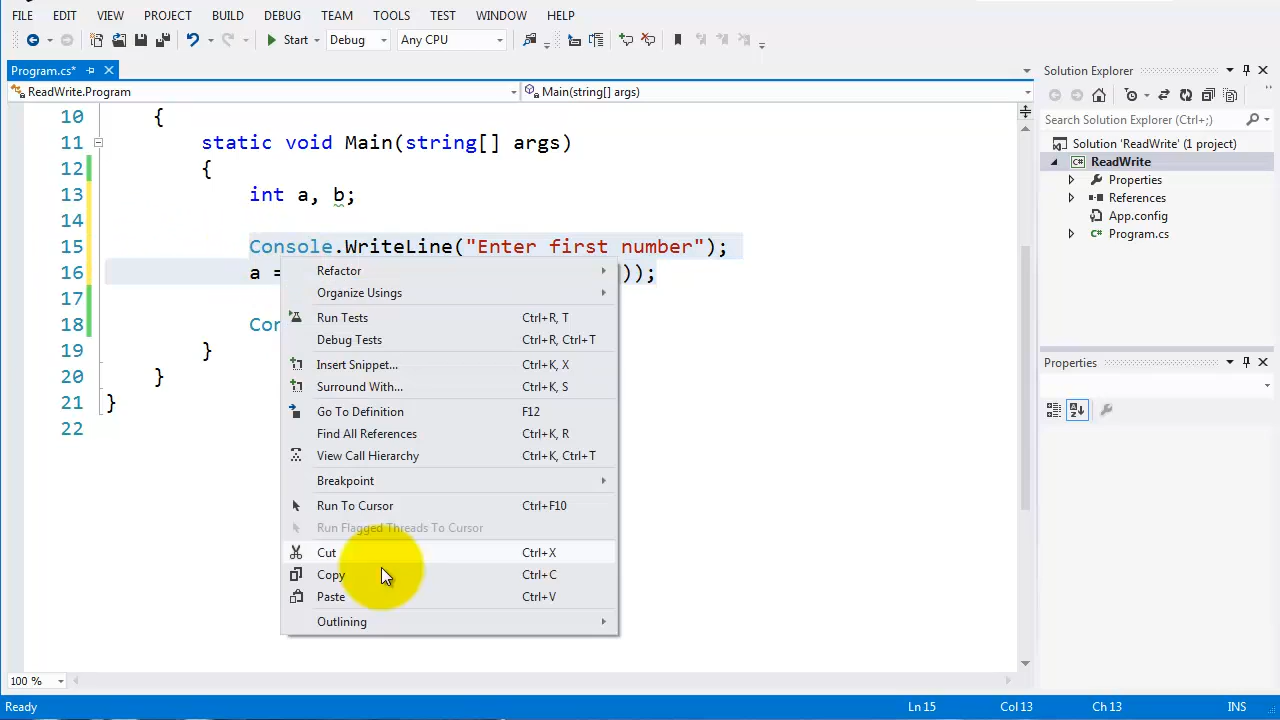 FILE EDIT VIEW PROJECT BUILD DEBUG TEAM TOOLS TEST WINDOW HELP
Start Debug Any CPU
Program.cs*
ReadWrite.Program Main(string[] args)
10 {
11 static void Main(string[] args)
12 {
13 int a, b;
14
15 Console.WriteLine("Enter first number");
16 a = ));
17
18 Con
19 }
20 }
21 }
22
Refactor
Organize Usings
Run Tests Ctrl+R, T
Debug Tests Ctrl+R, Ctrl+T
Insert Snippet... Ctrl+K, X
Surround With... Ctrl+K, S
Go To Definition F12
Find All References Ctrl+K, R
View Call Hierarchy Ctrl+K, Ctrl+T
Breakpoint
Run To Cursor Ctrl+F10
Run Flagged Threads To Cursor
Cut Ctrl+X
Copy Ctrl+C
Paste Ctrl+V
Outlining
100 %
Solution Explorer
Search Solution Explorer (Ctrl+;)
Solution 'ReadWrite' (1 project)
ReadWrite
Properties
References
App.config
Program.cs
Properties
Ready Ln 15 Col 13 Ch 13 INS